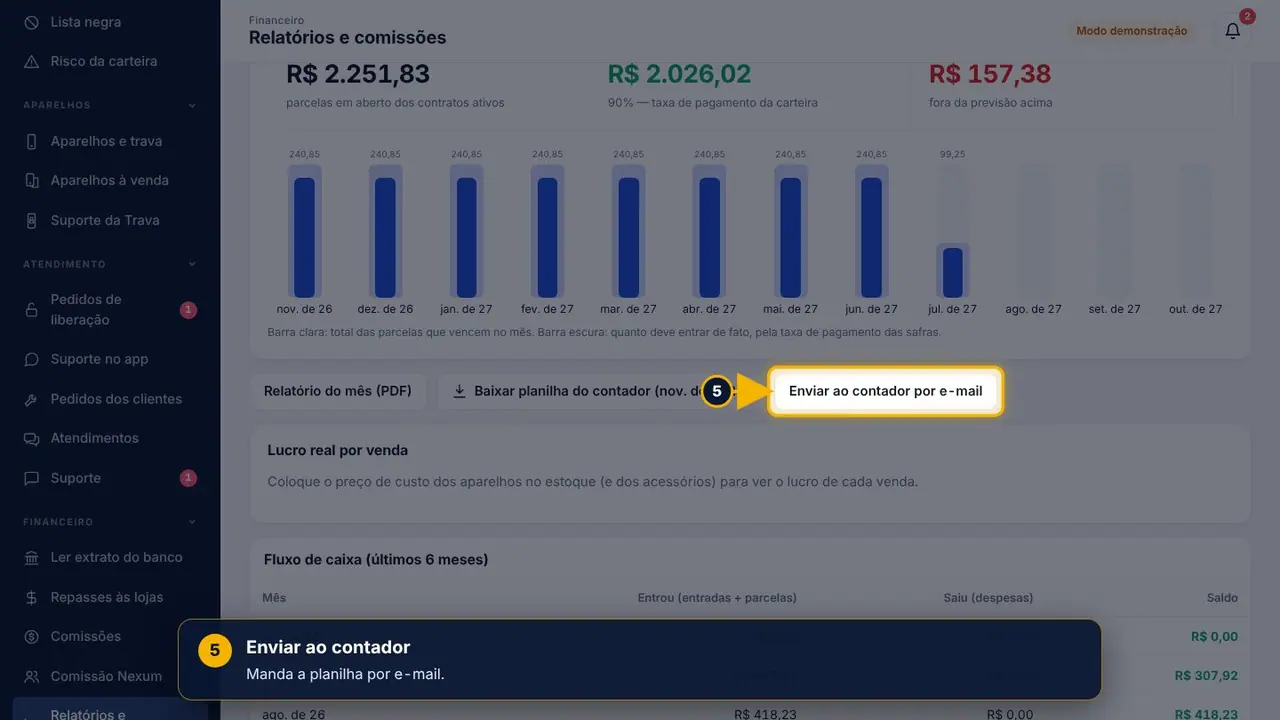 Lista negra
Risco da carteira
APARELHOS
Aparelhos e trava
Aparelhos à venda
Suporte da Trava
ATENDIMENTO
Pedidos de
liberação
1
Suporte no app
Pedidos dos clientes
Atendimentos
Suporte
1
FINANCEIRO
Ler extrato do banco
Repasses às lojas
Comissões
Comissão Nexum
Relatórios e
Financeiro
Relatórios e comissões
Modo demonstração
2
R$ 2.251,83
R$ 2.026,02
R$ 157,38
parcelas em aberto dos contratos ativos
90% — taxa de pagamento da carteira
fora da previsão acima
240,85 240,85 240,85 240,85 240,85 240,85 240,85 240,85 99,25
nov. de 26 dez. de 26 jan. de 27 fev. de 27 mar. de 27 abr. de 27 mai. de 27 jun. de 27 jul. de 27 ago. de 27 set. de 27 out. de 27
Barra clara: total das parcelas que vencem no mês. Barra escura: quanto deve entrar de fato, pela taxa de pagamento das safras.
Relatório do mês (PDF)
Baixar planilha do contador (nov. d
5
Enviar ao contador por e-mail
Lucro real por venda
Coloque o preço de custo dos aparelhos no estoque (e dos acessórios) para ver o lucro de cada venda.
Fluxo de caixa (últimos 6 meses)
Mês Entrou (entradas + parcelas) Saiu (despesas) Saldo
R$ 0,00
R$ 307,92
ago. de 26 R$ 418,23 R$ 0,00 R$ 418,23
5
Enviar ao contador
Manda a planilha por e-mail.